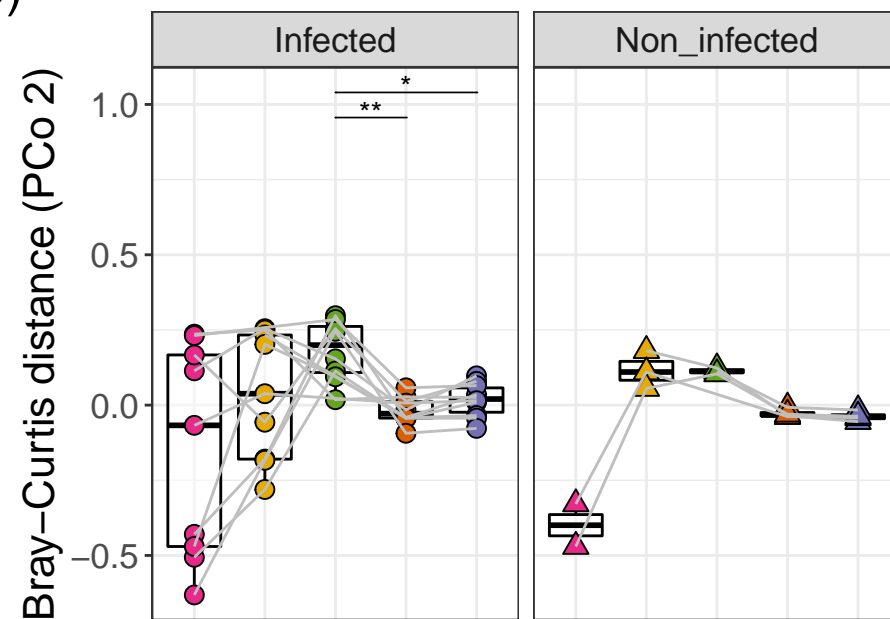 )
Infected
Non_infected
Bray−Curtis distance (PCo 2)
1.0
0.5
0.0
−0.5
*
**